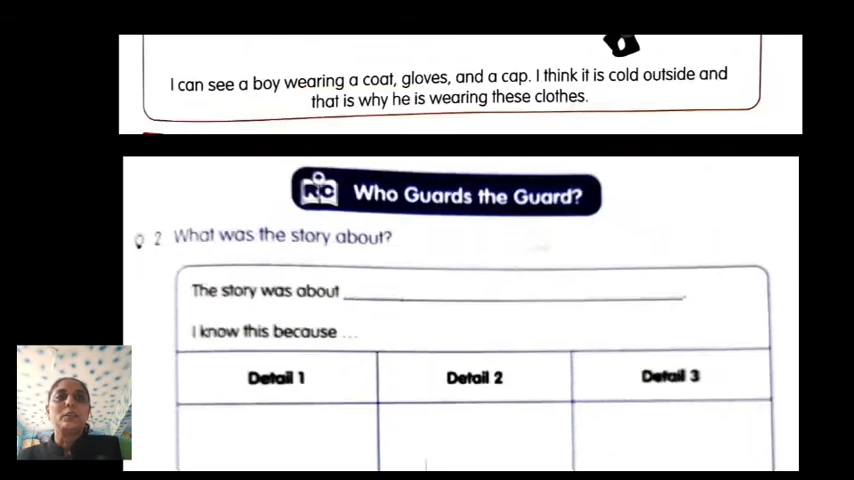 I can see a boy wearing a coat, gloves, and a cap. I think it is cold outside and
that is why he is wearing these clothes.
RC Who Guards the Guard?
Q 2 What was the story about?
The story was about ________________.
I know this because ...
Detail 1 Detail 2 Detail 3